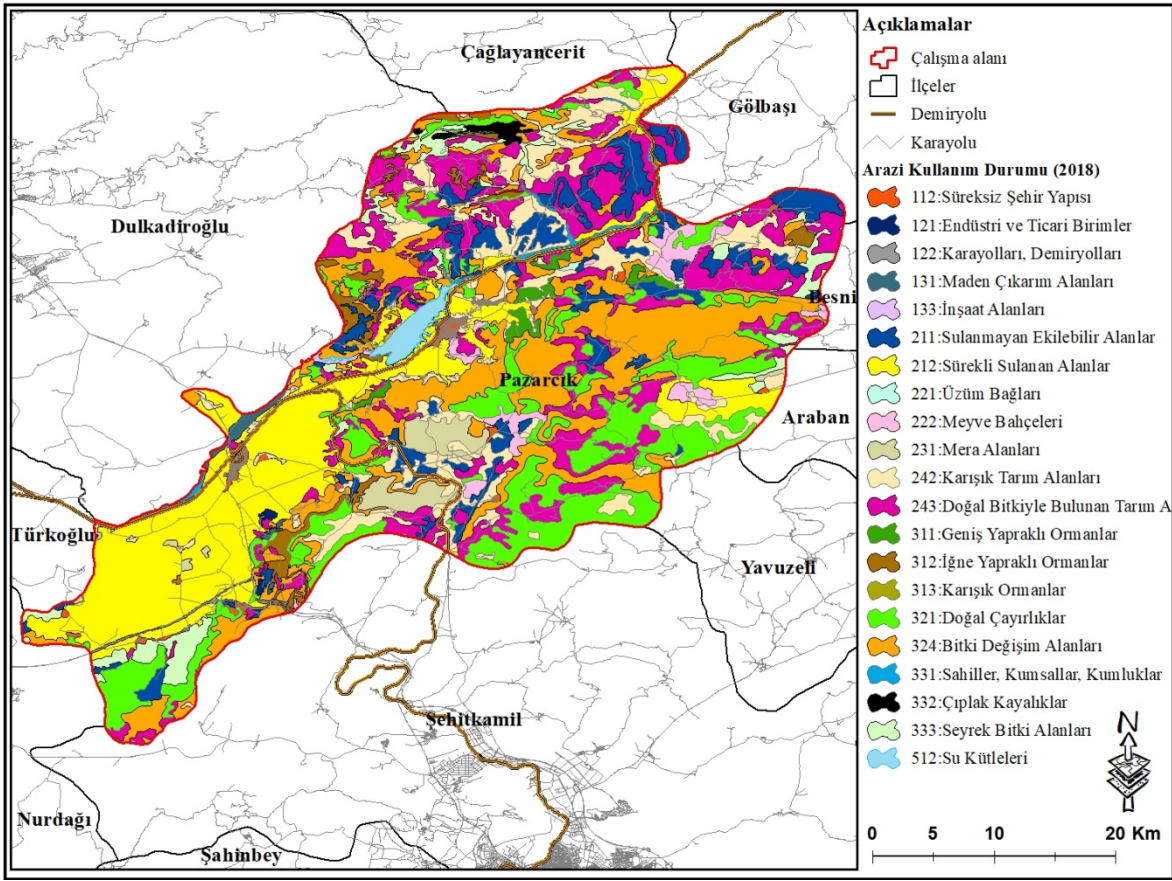 Çağlayancerit
Gölbaşı
Dulkadiroğlu
Besni
Pazarcık
Araban
Türkoğlu
Yavuzeli
Şehitkamil
Nurdağı
Şahinbey
Açıklamalar
Çalışma alanı
İlçeler
Demiryolu
Karayolu
Arazi Kullanım Durumu (2018)
112:Süreksiz Şehir Yapısı
121:Endüstri ve Ticari Birimler
122:Karayolları, Demiryolları
131:Maden Çıkarım Alanları
133:İnşaat Alanları
211:Sulanmayan Ekilebilir Alanlar
212:Sürekli Sulanan Alanlar
221:Üzüm Bağları
222:Meyve Bahçeleri
231:Mera Alanları
242:Karışık Tarım Alanları
243:Doğal Bitkiyle Bulunan Tarım A
311:Geniş Yapraklı Ormanlar
312:İğne Yapraklı Ormanlar
313:Karışık Ormanlar
321:Doğal Çayırlıklar
324:Bitki Değişim Alanları
331:Sahiller, Kumsallar, Kumluklar
332:Çıplak Kayalıklar
333:Seyrek Bitki Alanları
512:Su Kütleleri
N
0 5 10 20 Km